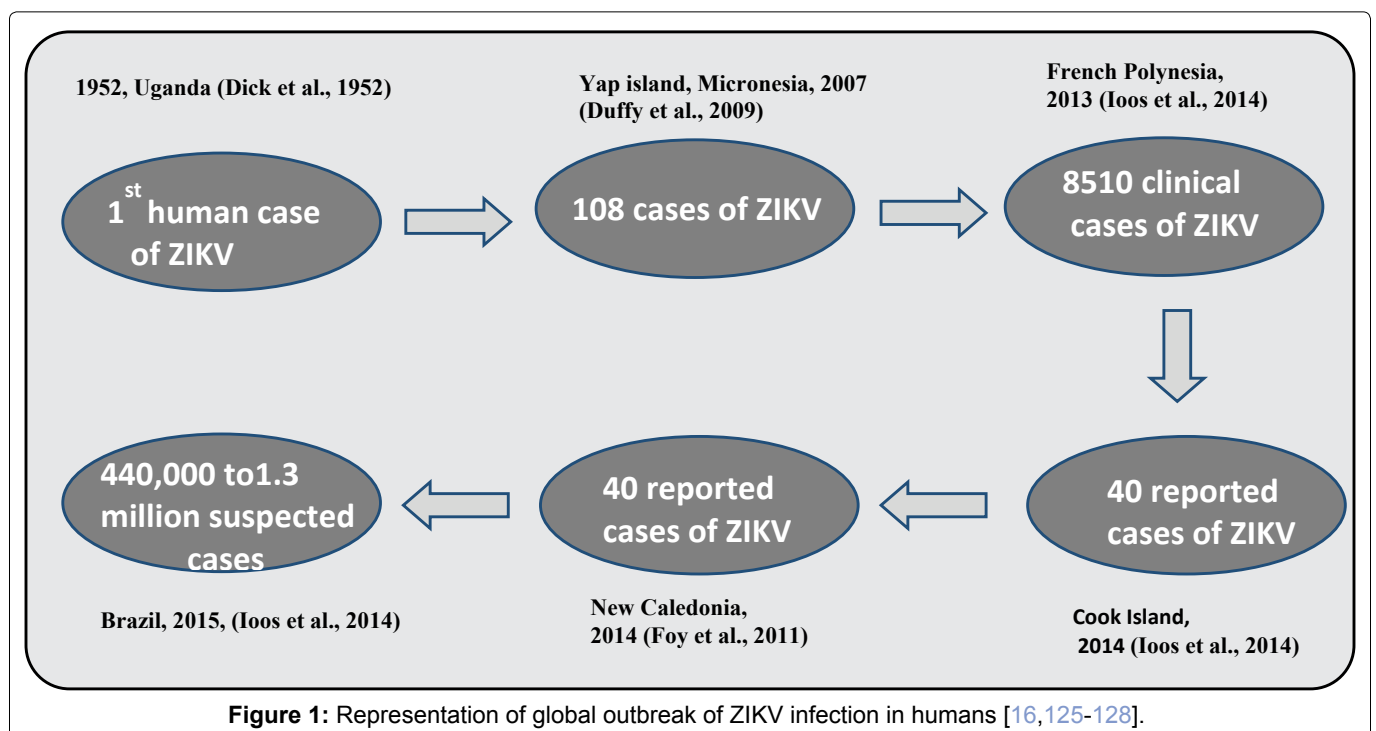 1952, Uganda (Dick et al., 1952)
1st human case
of ZIKV
Yap island, Micronesia, 2007
(Duffy et al., 2009)
108 cases of ZIKV
French Polynesia,
2013 (Ioos et al., 2014)
8510 clinical
cases of ZIKV
40 reported
cases of ZIKV
Cook Island,
2014 (Ioos et al., 2014)
40 reported
cases of ZIKV
New Caledonia,
2014 (Foy et al., 2011)
440,000 to1.3
million suspected
cases
Brazil, 2015, (Ioos et al., 2014)
Figure 1: Representation of global outbreak of ZIKV infection in humans [16,125-128].